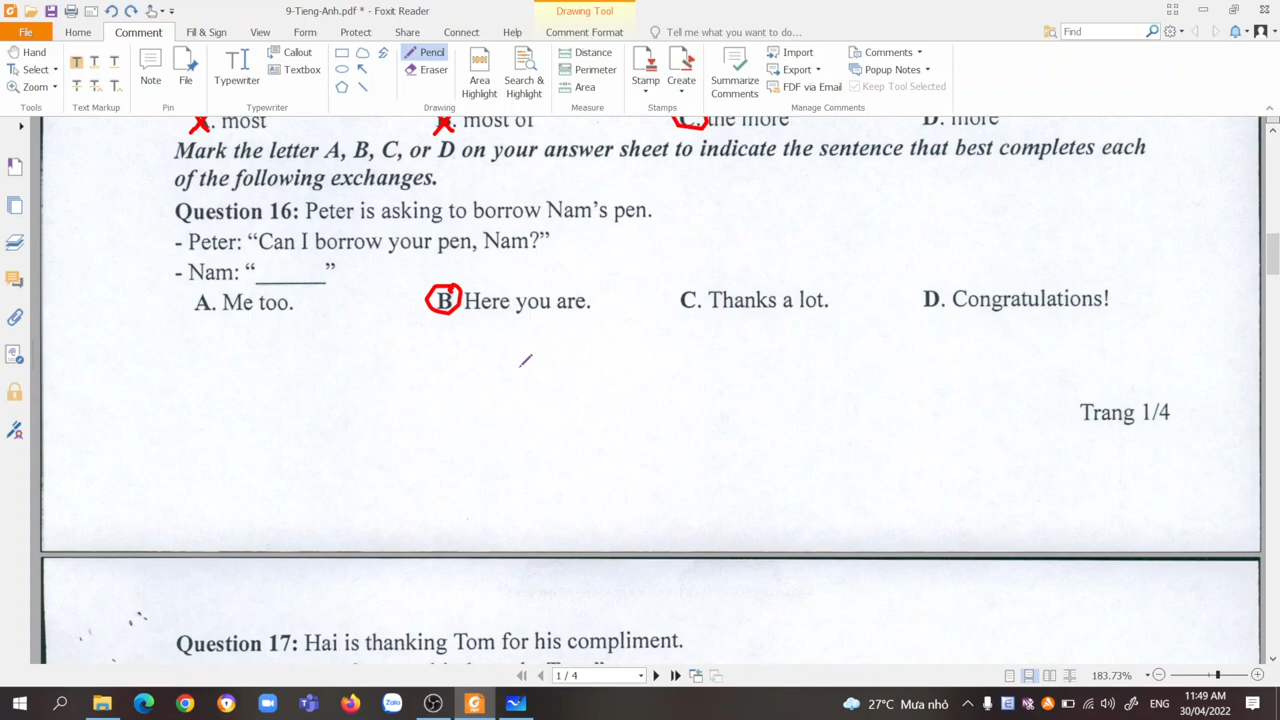 9-Tieng-Anh.pdf * - Foxit Reader
Drawing Tool
File Home Comment Fill & Sign View Form Protect Share Connect Help Comment Format Tell me what you want to do... Find
Hand
Select
Zoom
Tools
Text Markup
Note
File
Pin
Typewriter
Callout
Textbox
Typewriter
Pencil
Eraser
Drawing
Area Highlight
Search & Highlight
Distance
Perimeter
Area
Measure
Stamp
Create
Stamps
Summarize Comments
Import
Export
FDF via Email
Comments
Popup Notes
Keep Tool Selected
Manage Comments
most
most of
the more
D. more
Mark the letter A, B, C, or D on your answer sheet to indicate the sentence that best completes each
of the following exchanges.
Question 16: Peter is asking to borrow Nam's pen.
- Peter: “Can I borrow your pen, Nam?”
- Nam: “______”
A. Me too. B Here you are. C. Thanks a lot. D. Congratulations!
Trang 1/4
Question 17: Hai is thanking Tom for his compliment.
1 / 4
183.73%
Zalo
27°C Mưa nhỏ
ENG
11:49 AM
30/04/2022